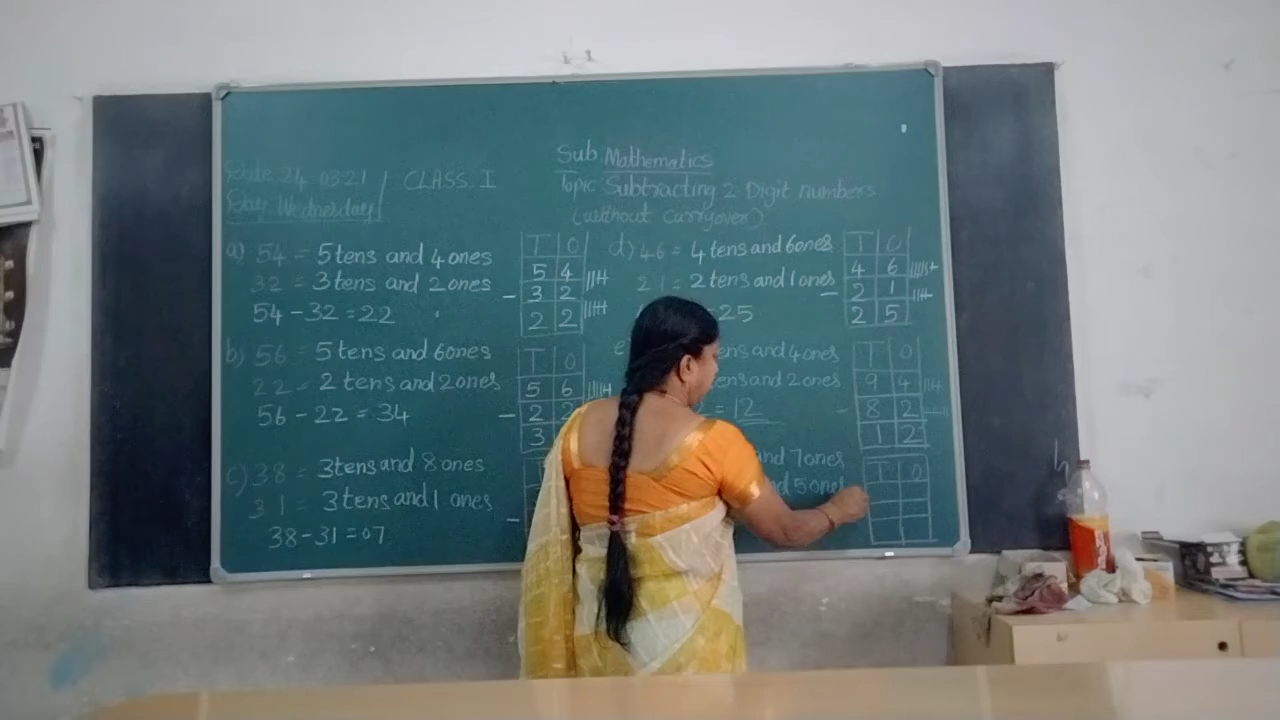 Sub Mathematics
Date 24-03-21 CLASS I
Topic Subtracting 2 Digit numbers
Day Wednesday
(without carryover)
a) 54 = 5 tens and 4 ones
32 = 3 tens and 2 ones
54 - 32 = 22
T O
5 4
- 3 2
2 2
b) 56 = 5 tens and 6 ones
22 = 2 tens and 2 ones
56 - 22 = 34
T O
5 6
- 2 2
3
c) 38 = 3 tens and 8 ones
31 = 3 tens and 1 ones
38 - 31 = 07
-
d) 46 = 4 tens and 6 ones
21 = 2 tens and 1 ones
25
T O
4 6
- 2 1
2 5
e
ens and 4 ones
tens and 2 ones
= 12
T O
9 4
- 8 2
1 2
and 7 ones
nd 5 ones
T O